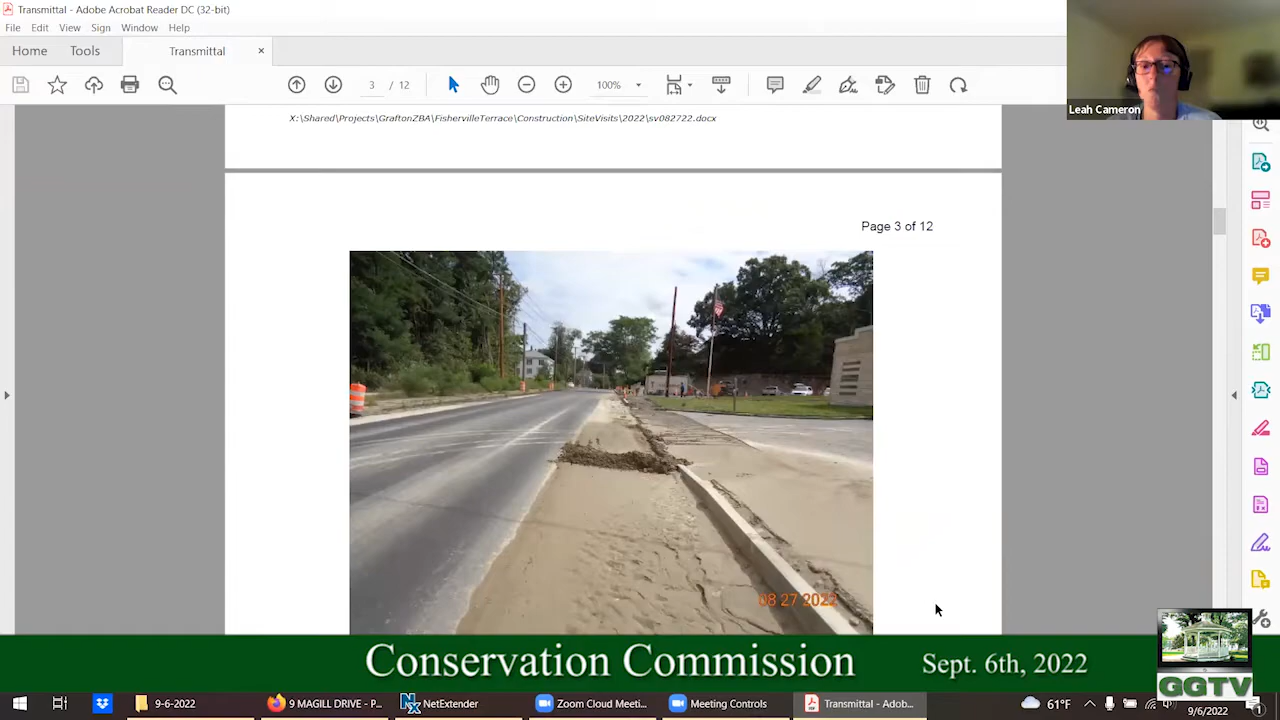 Transmittal - Adobe Acrobat Reader DC (32-bit)
File Edit View Sign Window Help
Home Tools Transmittal ×
3 / 12 100%
Leah Cameron
X:\Shared\Projects\GraftonZBA\FishervilleTerrace\Construction\SiteVisits\2022\sv082722.docx
Page 3 of 12
08 27 2022
Conservation Commission Sept. 6th, 2022
GGTV
9-6-2022 9 MAGILL DRIVE - P... NetExtender Zoom Cloud Meeti... Meeting Controls Transmittal - Adob... 61°F 9/6/2022